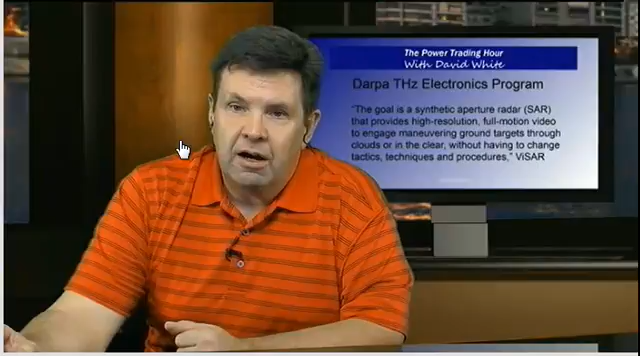 The Power Trading Hour
With David White
Darpa THz Electronics Program
"The goal is a synthetic aperture radar (SAR)
that provides high-resolution, full-motion video
to engage maneuvering ground targets through
clouds or in the clear, without having to change
tactics, techniques and procedures," ViSAR